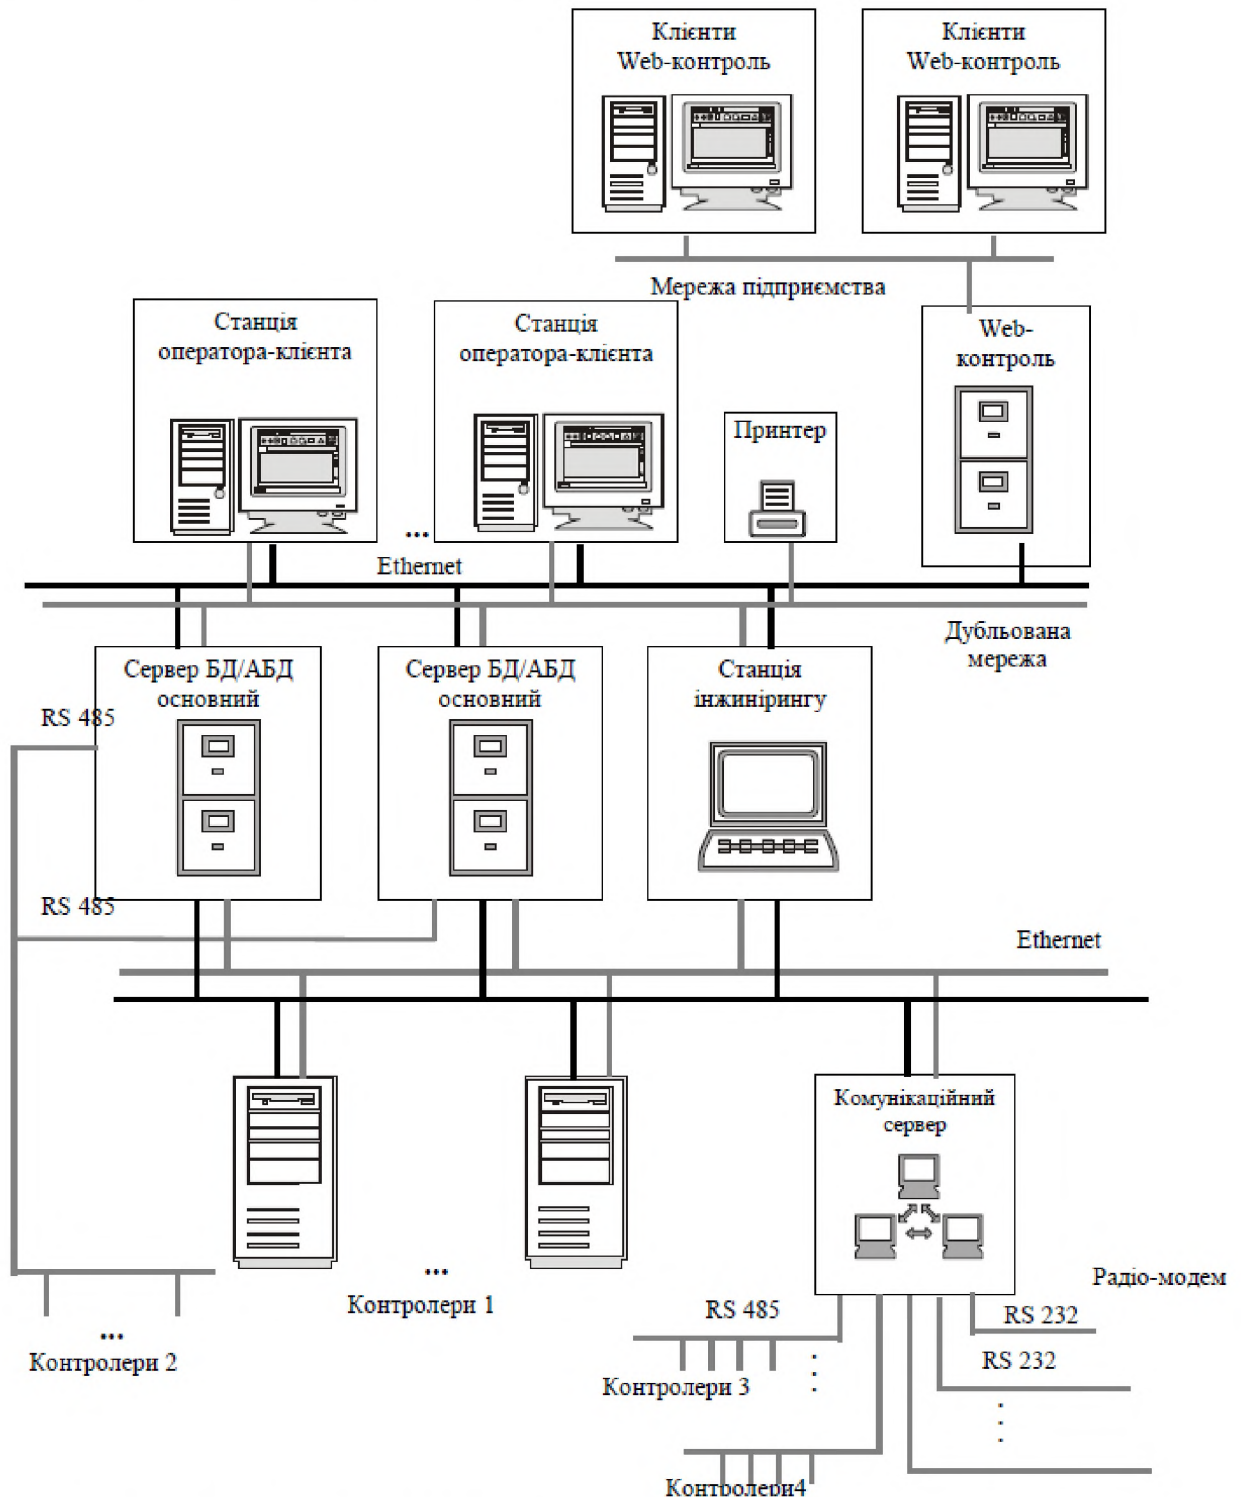 Клієнти
Web-контроль
Клієнти
Web-контроль
Мережа підприємства
Станція
оператора-клієнта
Станція
оператора-клієнта
Web-
контроль
Принтер
...
Ethernet
Дубльована
мережа
Сервер БД/АБД
основний
Сервер БД/АБД
основний
Станція
інжинірингу
RS 485
RS 485
Ethernet
Комунікаційний
сервер
...
Контролери 1
Радіо-модем
RS 485
RS 232
...
Контролери 2
RS 232
Контролери 3
Контролери4